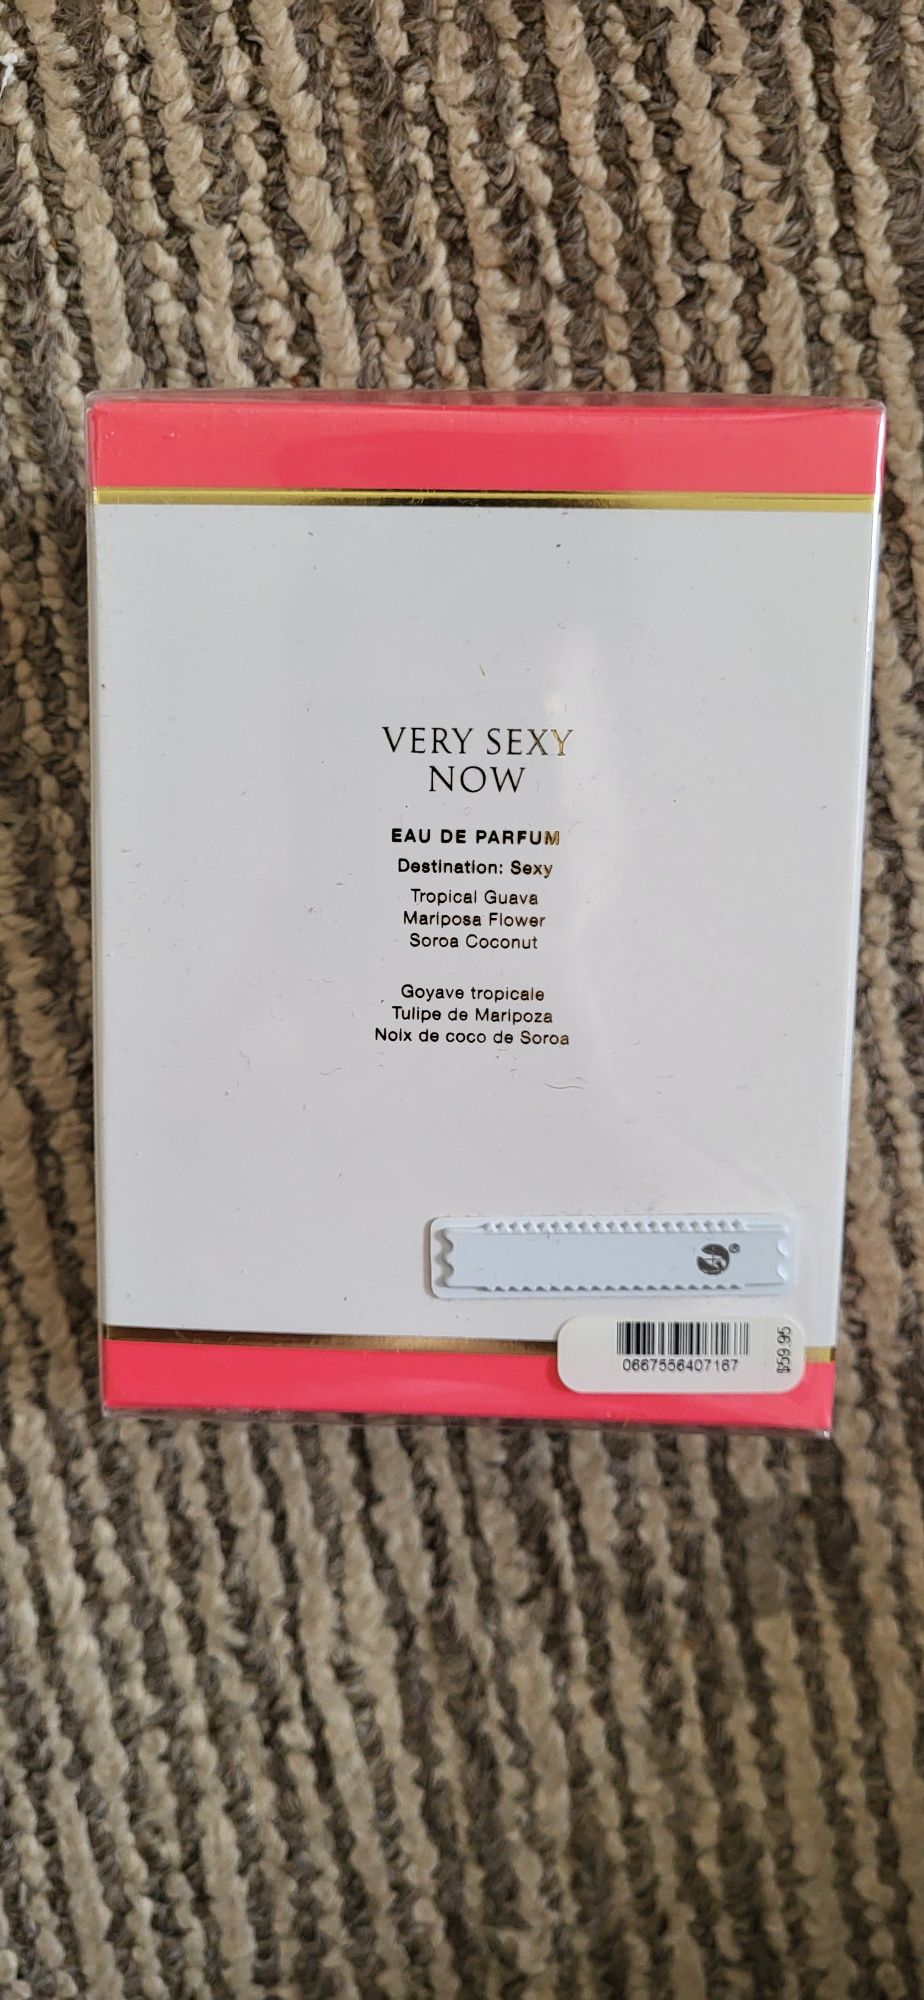 VERY SEXY
NOW
EAU DE PARFUM
Destination: Sexy
Tropical Guava
Mariposa Flower
Soroa Coconut
Goyave tropicale
Tulipe de Maripoza
Noix de coco de Soroa
®
0667556407167
$59.95